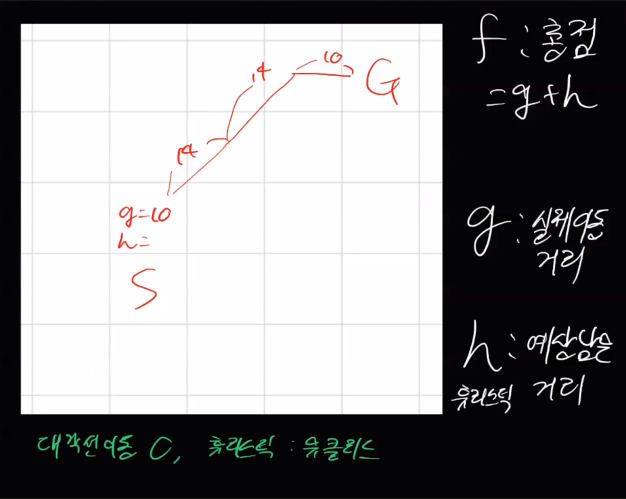 10
14
G
14
g=10
h=
S
f : 총점
=g+h
g : 실제이동
거리
h : 예상남은
휴리스틱 거리
대각선이동 O, 휴리스틱 : 유클리드